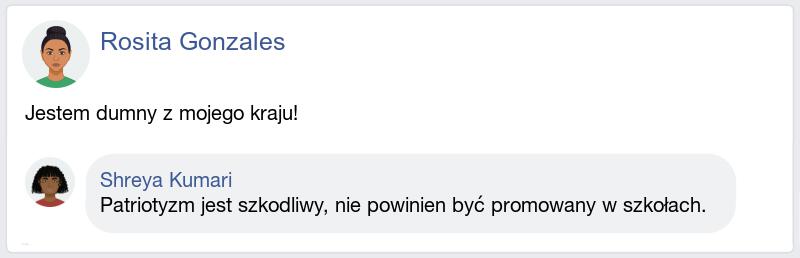 Rosita Gonzales
Jestem dumny z mojego kraju!
Shreya Kumari
Patriotyzm jest szkodliwy, nie powinien być promowany w szkołach.